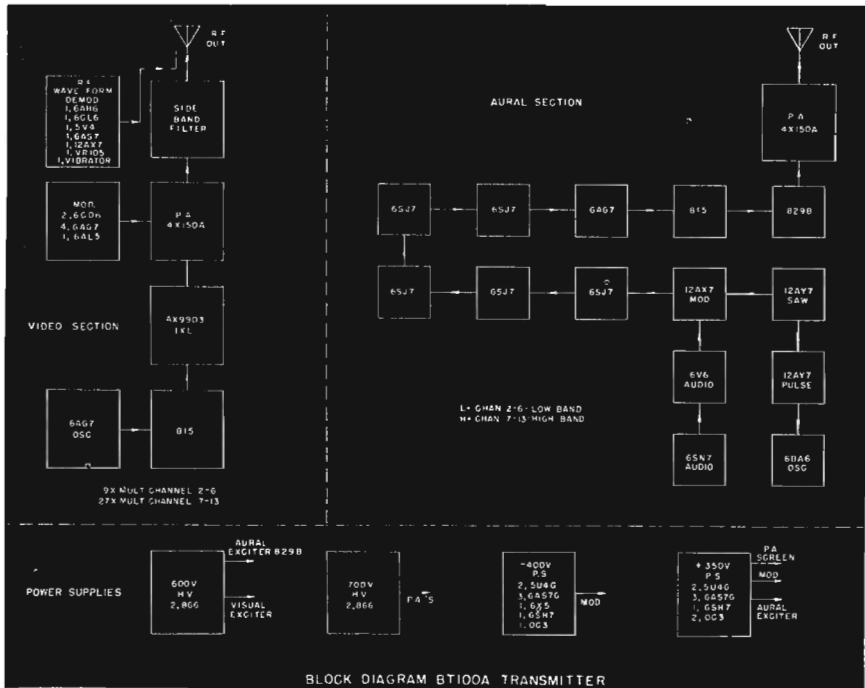 R F
OUT
R F
WAVE FORM
DEMOD
1, 6AH6
1, 6CL6
1, 5V4
1, 6AS7
1, 12AX7
1, VR105
1, VIBRATOR
SIDE
BAND
FILTER
MOD.
2, 6CD6
4, 6AG7
1, 6AL5
P A
4X150A
VIDEO SECTION
AX9903
1XL
6AG7
OSC
815
9X MULT CHANNEL 2-6
27X MULT CHANNEL 7-13
AURAL SECTION
R F
OUT
P A
4X150A
6SJ7
6SJ7
6AG7
815
829B
6SJ7
6SJ7
6SJ7
12AX7
MOD
12AY7
SAW
6V6
AUDIO
12AY7
PULSE
L+ CHAN 2-6-LOW BAND
H+ CHAN 7-13-HIGH BAND
6SN7
AUDIO
6BA6
OSC
POWER SUPPLIES
600V
H V
2, 866
AURAL
EXCITER 829B
VISUAL
EXCITER
700V
H V
2, 866
P.A'S
-400V
P.S
2, 5U4G
3, 6AS7G
1, 6X5
1, 6SH7
1, OC3
MOD
+350V
P S
2, 5U4G
3, 6AS7G
1, 6SH7
2, OC3
PA
SCREEN
MOD
AURAL
EXCITER
BLOCK DIAGRAM BT100A TRANSMITTER